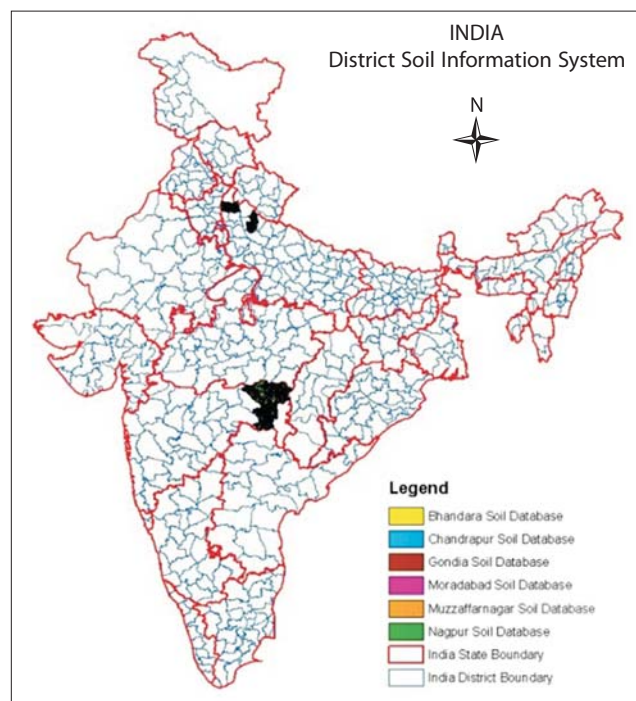 INDIA
District Soil Information System
N
Legend
Bhandara Soil Database
Chandrapur Soil Database
Gondia Soil Database
Moradabad Soil Database
Muzzaffarnagar Soil Database
Nagpur Soil Database
India State Boundary
India District Boundary